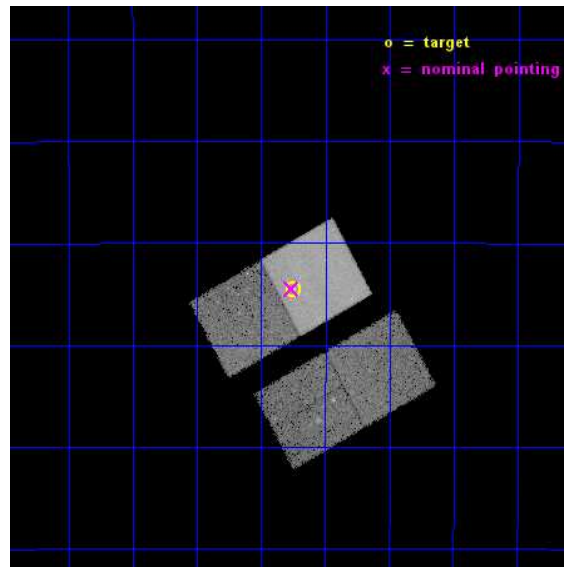 o = target
x = nominal pointing